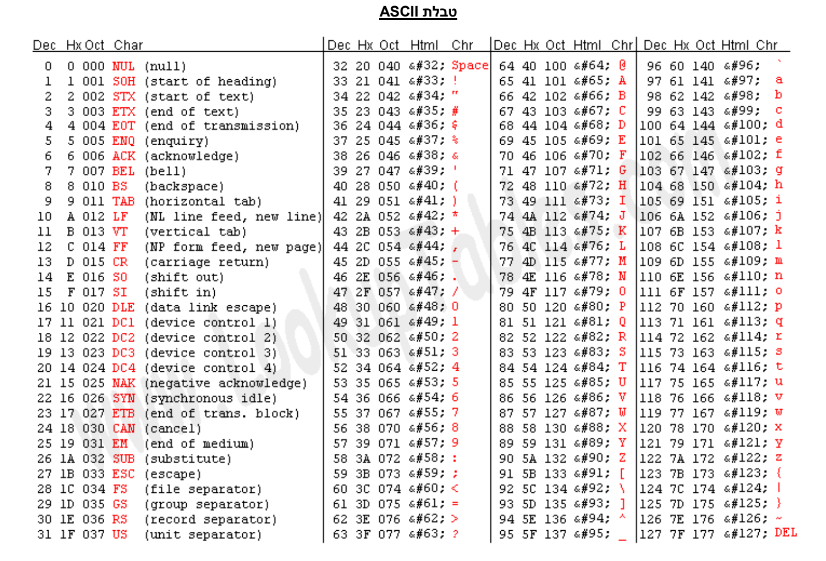 טבלת ASCII
Dec Hx Oct Char Dec Hx Oct Html Chr Dec Hx Oct Html Chr Dec Hx Oct Html Chr
0 0 000 NUL (null) 32 20 040 &#32; Space 64 40 100 &#64; @ 96 60 140 &#96; `
1 1 001 SOH (start of heading) 33 21 041 &#33; ! 65 41 101 &#65; A 97 61 141 &#97; a
2 2 002 STX (start of text) 34 22 042 &#34; " 66 42 102 &#66; B 98 62 142 &#98; b
3 3 003 ETX (end of text) 35 23 043 &#35; # 67 43 103 &#67; C 99 63 143 &#99; c
4 4 004 EOT (end of transmission) 36 24 044 &#36; $ 68 44 104 &#68; D 100 64 144 &#100; d
5 5 005 ENQ (enquiry) 37 25 045 &#37; % 69 45 105 &#69; E 101 65 145 &#101; e
6 6 006 ACK (acknowledge) 38 26 046 &#38; & 70 46 106 &#70; F 102 66 146 &#102; f
7 7 007 BEL (bell) 39 27 047 &#39; ' 71 47 107 &#71; G 103 67 147 &#103; g
8 8 010 BS (backspace) 40 28 050 &#40; ( 72 48 110 &#72; H 104 68 150 &#104; h
9 9 011 TAB (horizontal tab) 41 29 051 &#41; ) 73 49 111 &#73; I 105 69 151 &#105; i
10 A 012 LF (NL line feed, new line) 42 2A 052 &#42; * 74 4A 112 &#74; J 106 6A 152 &#106; j
11 B 013 VT (vertical tab) 43 2B 053 &#43; + 75 4B 113 &#75; K 107 6B 153 &#107; k
12 C 014 FF (NP form feed, new page) 44 2C 054 &#44; , 76 4C 114 &#76; L 108 6C 154 &#108; l
13 D 015 CR (carriage return) 45 2D 055 &#45; - 77 4D 115 &#77; M 109 6D 155 &#109; m
14 E 016 SO (shift out) 46 2E 056 &#46; . 78 4E 116 &#78; N 110 6E 156 &#110; n
15 F 017 SI (shift in) 47 2F 057 &#47; / 79 4F 117 &#79; O 111 6F 157 &#111; o
16 10 020 DLE (data link escape) 48 30 060 &#48; 0 80 50 120 &#80; P 112 70 160 &#112; p
17 11 021 DC1 (device control 1) 49 31 061 &#49; 1 81 51 121 &#81; Q 113 71 161 &#113; q
18 12 022 DC2 (device control 2) 50 32 062 &#50; 2 82 52 122 &#82; R 114 72 162 &#114; r
19 13 023 DC3 (device control 3) 51 33 063 &#51; 3 83 53 123 &#83; S 115 73 163 &#115; s
20 14 024 DC4 (device control 4) 52 34 064 &#52; 4 84 54 124 &#84; T 116 74 164 &#116; t
21 15 025 NAK (negative acknowledge) 53 35 065 &#53; 5 85 55 125 &#85; U 117 75 165 &#117; u
22 16 026 SYN (synchronous idle) 54 36 066 &#54; 6 86 56 126 &#86; V 118 76 166 &#118; v
23 17 027 ETB (end of trans. block) 55 37 067 &#55; 7 87 57 127 &#87; W 119 77 167 &#119; w
24 18 030 CAN (cancel) 56 38 070 &#56; 8 88 58 130 &#88; X 120 78 170 &#120; x
25 19 031 EM (end of medium) 57 39 071 &#57; 9 89 59 131 &#89; Y 121 79 171 &#121; y
26 1A 032 SUB (substitute) 58 3A 072 &#58; : 90 5A 132 &#90; Z 122 7A 172 &#122; z
27 1B 033 ESC (escape) 59 3B 073 &#59; ; 91 5B 133 &#91; [ 123 7B 173 &#123; {
28 1C 034 FS (file separator) 60 3C 074 &#60; < 92 5C 134 &#92; \ 124 7C 174 &#124; |
29 1D 035 GS (group separator) 61 3D 075 &#61; = 93 5D 135 &#93; ] 125 7D 175 &#125; }
30 1E 036 RS (record separator) 62 3E 076 &#62; > 94 5E 136 &#94; ^ 126 7E 176 &#126; ~
31 1F 037 US (unit separator) 63 3F 077 &#63; ? 95 5F 137 &#95; _ 127 7F 177 &#127; DEL
www.LookupTables.com